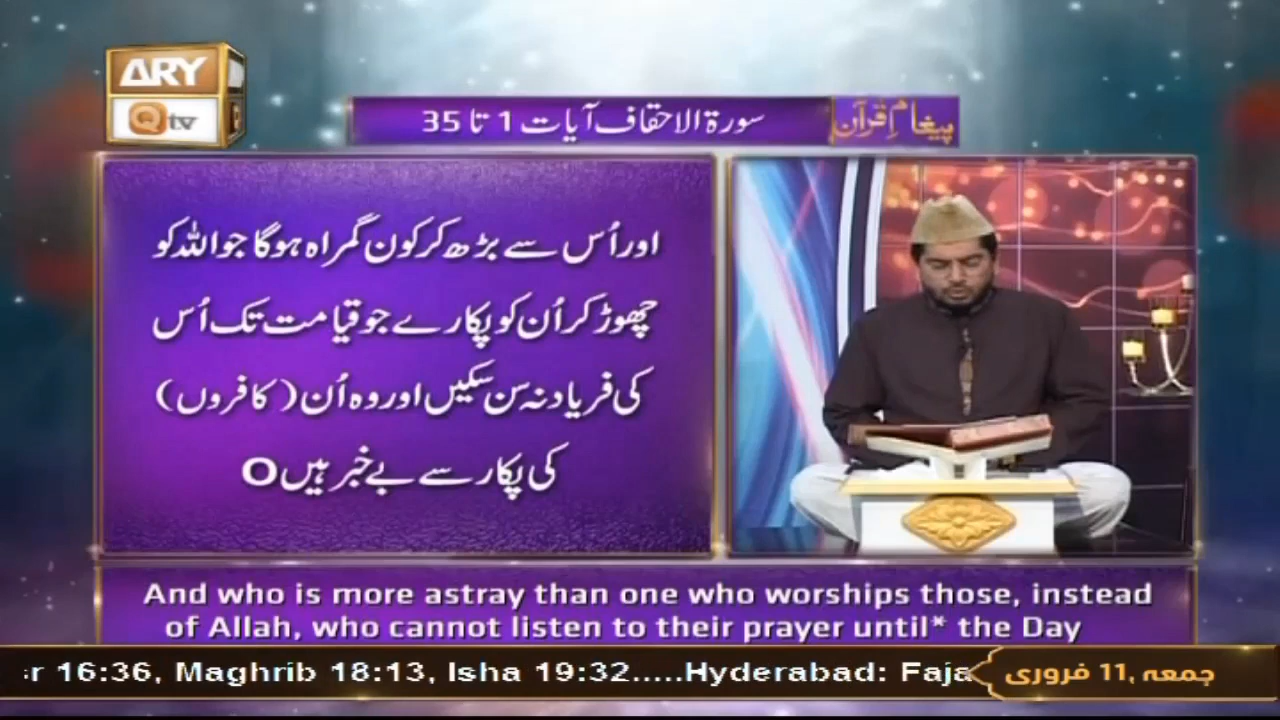 ARY
Qtv
پیغامِ قرآن
سورۃ الاحقاف آیات 1 تا 35
اور اُس سے بڑھ کر کون گمراہ ہوگا جو اللہ کو
چھوڑ کر اُن کو پکارے جو قیامت تک اُس
کی فریاد نہ سن سکیں اور وہ اُن (کافروں)
کی پکار سے بے خبر ہیں O
And who is more astray than one who worships those, instead
of Allah, who cannot listen to their prayer until* the Day
r 16:36, Maghrib 18:13, Isha 19:32.....Hyderabad: Faja
جمعہ ,11 فروری